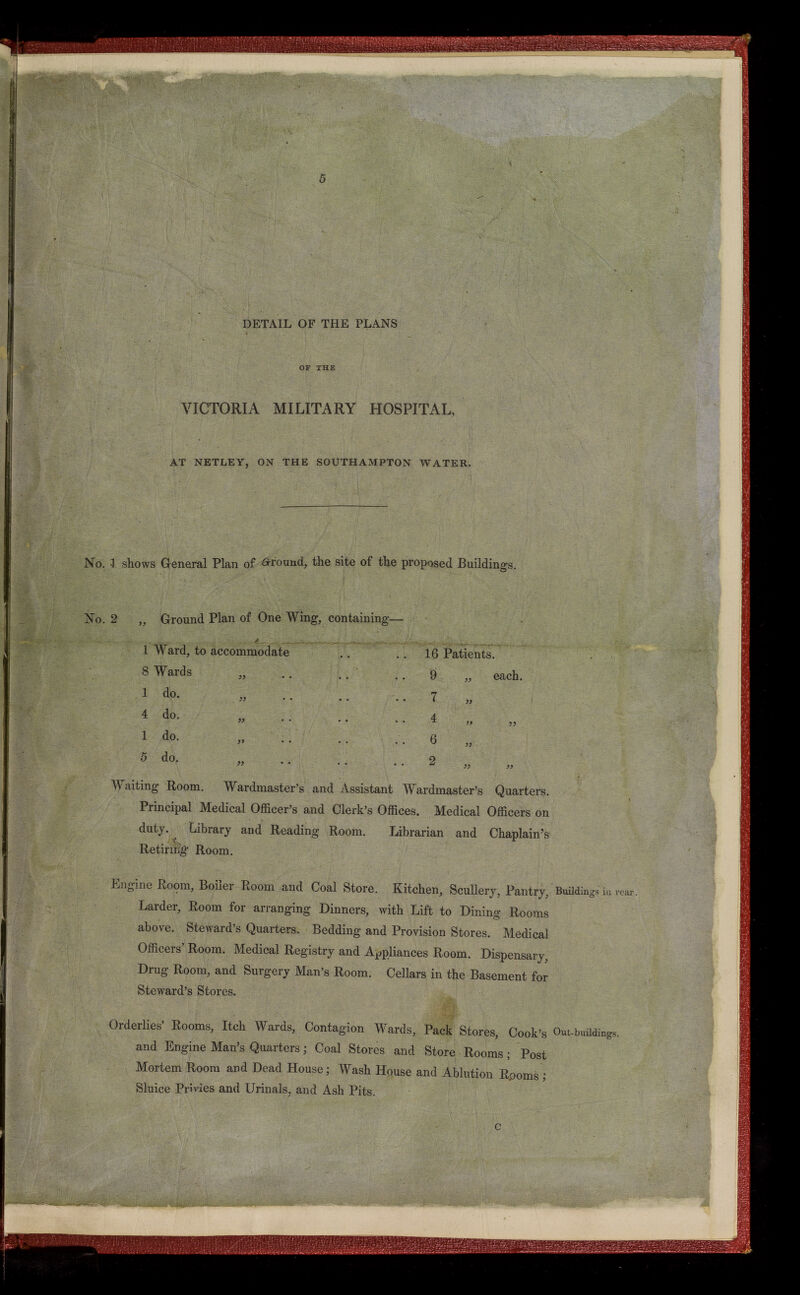 5
DETAIL OF THE PLANS
OF THE
VICTORIA MILITARY HOSPITAL,
AT NETLEY, ON THE SOUTHAMPTON WATER.
No. 1 shows General Plan of Ground, the site of the proposed Buildings.
No. 2 „ Ground Plan of One Wing, containing—
1 Ward, to accommodate .. .. 16 Patients.
8 Wards „ .. .. .. 9 „ each.
1 do. „ .. .. .. 7 „
4 do. „ .. .. .. 4 „ „
1 do. „ .. .. .. 6 „
5 do. „ .. .. .. 2 „ „
Waiting Room. Wardmaster's and Assistant Wardmaster's Quarters.
Principal Medical Officer's and Clerk's Offices. Medical Officers on
duty. Library and Reading Room. Librarian and Chaplain's
Retiring Room.
Engine Room, Boiler Room and Coal Store. Kitchen, Scullery, Pantry, Buildings in rear.
Larder, Room for arranging Dinners, with Lift to Dining Rooms
above. Steward's Quarters. Bedding and Provision Stores. Medical
Officers' Room. Medical Registry and Appliances Room. Dispensary,
Drug Room, and Surgery Man's Room. Cellars in the Basement for
Steward's Stores.
Orderlies' Rooms, Itch Wards, Contagion Wards, Pack Stores, Cook's Out-buildings.
and Engine Man's Quarters; Coal Stores and Store Rooms; Post
Mortem Room and Dead House; Wash House and Ablution Rooms;
Sluice Privies and Urinals, and Ash Pits.
C